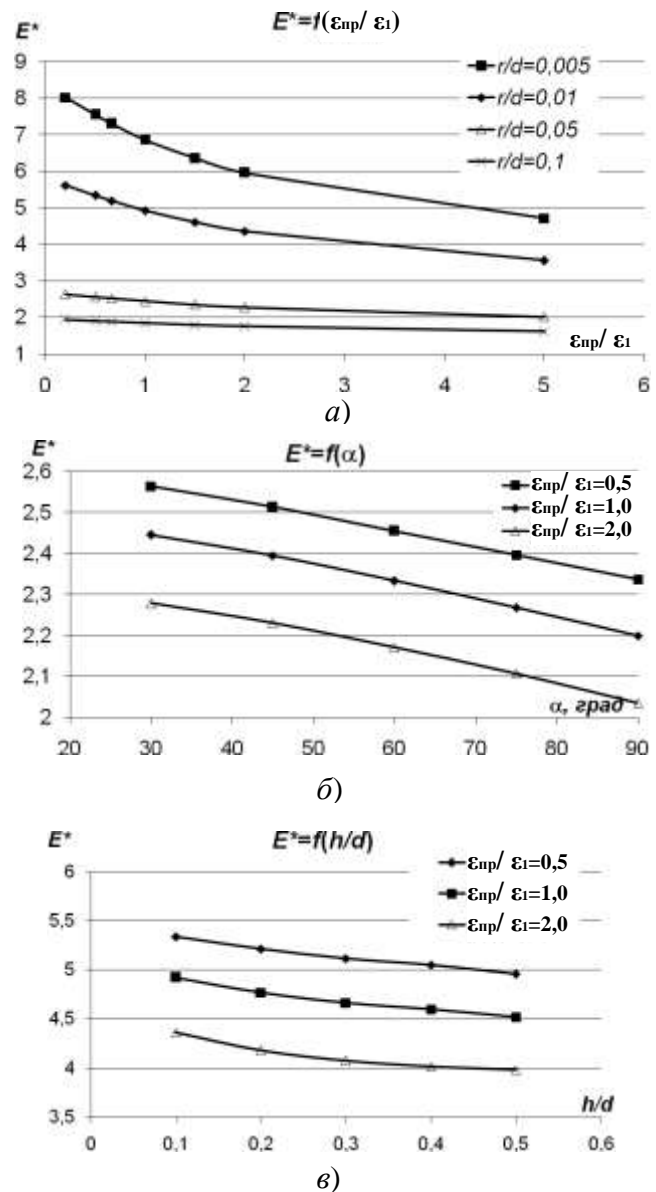 E*=f(εпр/ ε₁)
E*
9
8
7
6
5
4
3
2
1
r/d=0,005
r/d=0,01
r/d=0,05
r/d=0,1
εпр/ ε₁
0 1 2 3 4 5 6
а)
E*=f(α)
E*
2,6
2,5
2,4
2,3
2,2
2,1
2
εпр/ ε₁=0,5
εпр/ ε₁=1,0
εпр/ ε₁=2,0
α, град
20 30 40 50 60 70 80 90
б)
E*=f(h/d)
E*
6
5,5
5
4,5
4
3,5
εпр/ ε₁=0,5
εпр/ ε₁=1,0
εпр/ ε₁=2,0
h/d
0 0,1 0,2 0,3 0,4 0,5 0,6
в)